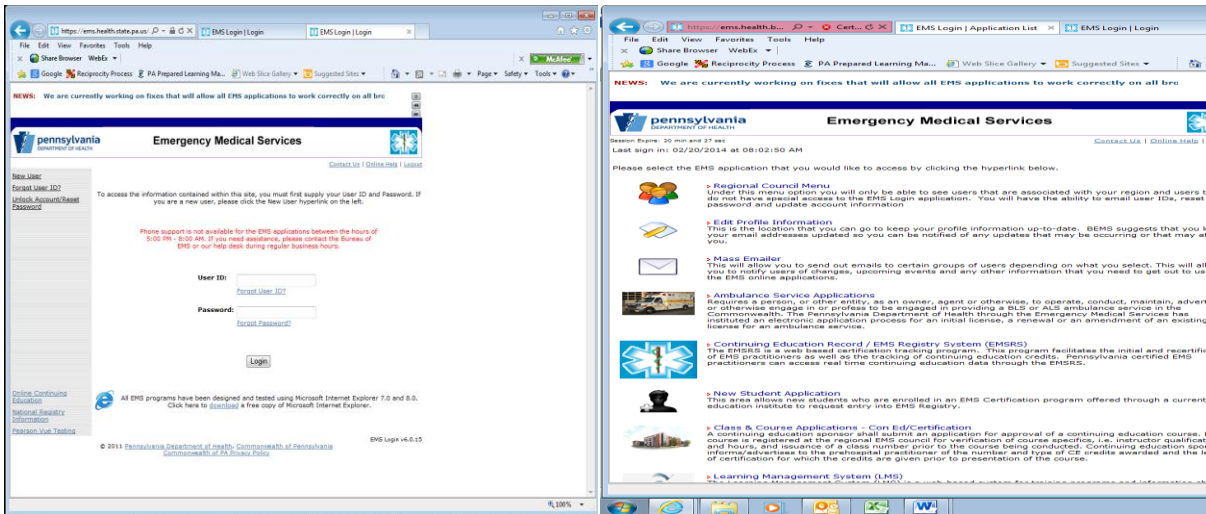 https://ems.health.state.pa.us/
EMS Login | Login
EMS Login | Login
File Edit View Favorites Tools Help
Share Browser WebEx
McAfee
Google Reciprocity Process PA Prepared Learning Ma... Web Slice Gallery Suggested Sites
Page Safety Tools
NEWS: We are currently working on fixes that will allow all EMS applications to work correctly on all brc
pennsylvania
DEPARTMENT OF HEALTH
Emergency Medical Services
Contact Us | Online Help | Logout
New User
Forgot User ID?
Unlock Account/Reset
Password
To access the information contained within this site, you must first supply your User ID and Password. If
you are a new user, please click the New User hyperlink on the left.
Phone support is not available for the EMS applications between the hours of
5:00 PM - 8:00 AM. If you need assistance, please contact the Bureau of
EMS or our help desk during regular business hours.
User ID:
Forgot User ID?
Password:
Forgot Password?
Login
Online Continuing
Education
National Registry
Information
Pearson Vue Testing
All EMS programs have been designed and tested using Microsoft Internet Explorer 7.0 and 8.0.
Click here to download a free copy of Microsoft Internet Explorer.
EMS Login v6.0.15
© 2011 Pennsylvania Department of Health. Commonwealth of Pennsylvania
Commonwealth of PA Privacy Policy
100%
https://ems.health.b...
Cert...
EMS Login | Application List
EMS Login | Login
File Edit View Favorites Tools Help
Share Browser WebEx
Google Reciprocity Process PA Prepared Learning Ma... Web Slice Gallery Suggested Sites
NEWS: We are currently working on fixes that will allow all EMS applications to work correctly on all brc
pennsylvania
DEPARTMENT OF HEALTH
Emergency Medical Services
Session Expire: 20 min and 27 sec
Contact Us | Online Help |
Last sign in: 02/20/2014 at 08:02:50 AM
Please select the EMS application that you would like to access by clicking the hyperlink below.
Regional Council Menu
Under this menu option you will only be able to see users that are associated with your region and users t
do not have special access to the EMS Login application. You will have the ability to email user IDs, reset
password and update account information
Edit Profile Information
This is the location that you can go to keep your profile information up-to-date. BEMS suggests that you k
your email addresses updated so you can be notified of any updates that may be occurring or that may af
you.
Mass Emailer
This will allow you to send out emails to certain groups of users depending on what you select. This will all
you to notify users of changes, upcoming events and any other information that you need to get out to us
the EMS online applications.
Ambulance Service Applications
Requires a person, or other entity, as an owner, agent or otherwise, to operate, conduct, maintain, advert
or otherwise engage in or profess to be engaged in providing a BLS or ALS ambulance service in the
Commonwealth. The Pennsylvania Department of Health through the Emergency Medical Services has
instituted an electronic application process for an initial license, a renewal or an amendment of an existing
license for an ambulance service.
Continuing Education Record / EMS Registry System (EMSRS)
The EMSRS is a web based certification tracking program. This program facilitates the initial and recertific
of EMS practitioners as well as the tracking of continuing education credits. Pennsylvania certified EMS
practitioners can access real time continuing education data through the EMSRS.
New Student Application
This area allows new students who are enrolled in an EMS Certification program offered through a current
education institute to request entry into EMS Registry.
Class & Course Applications - Con Ed/Certification
A continuing education sponsor shall submit an application for approval of a continuing education course.
course is registered at the regional EMS council for verification of course specifics, i.e. instructor qualificat
and hours, and issuance of a class number prior to the course being conducted. Continuing education spo
informs/advertises to the prehospital practitioner of the number and type of CE credits awarded and the l
of certification for which the credits are given prior to presentation of the course.
Learning Management System (LMS)